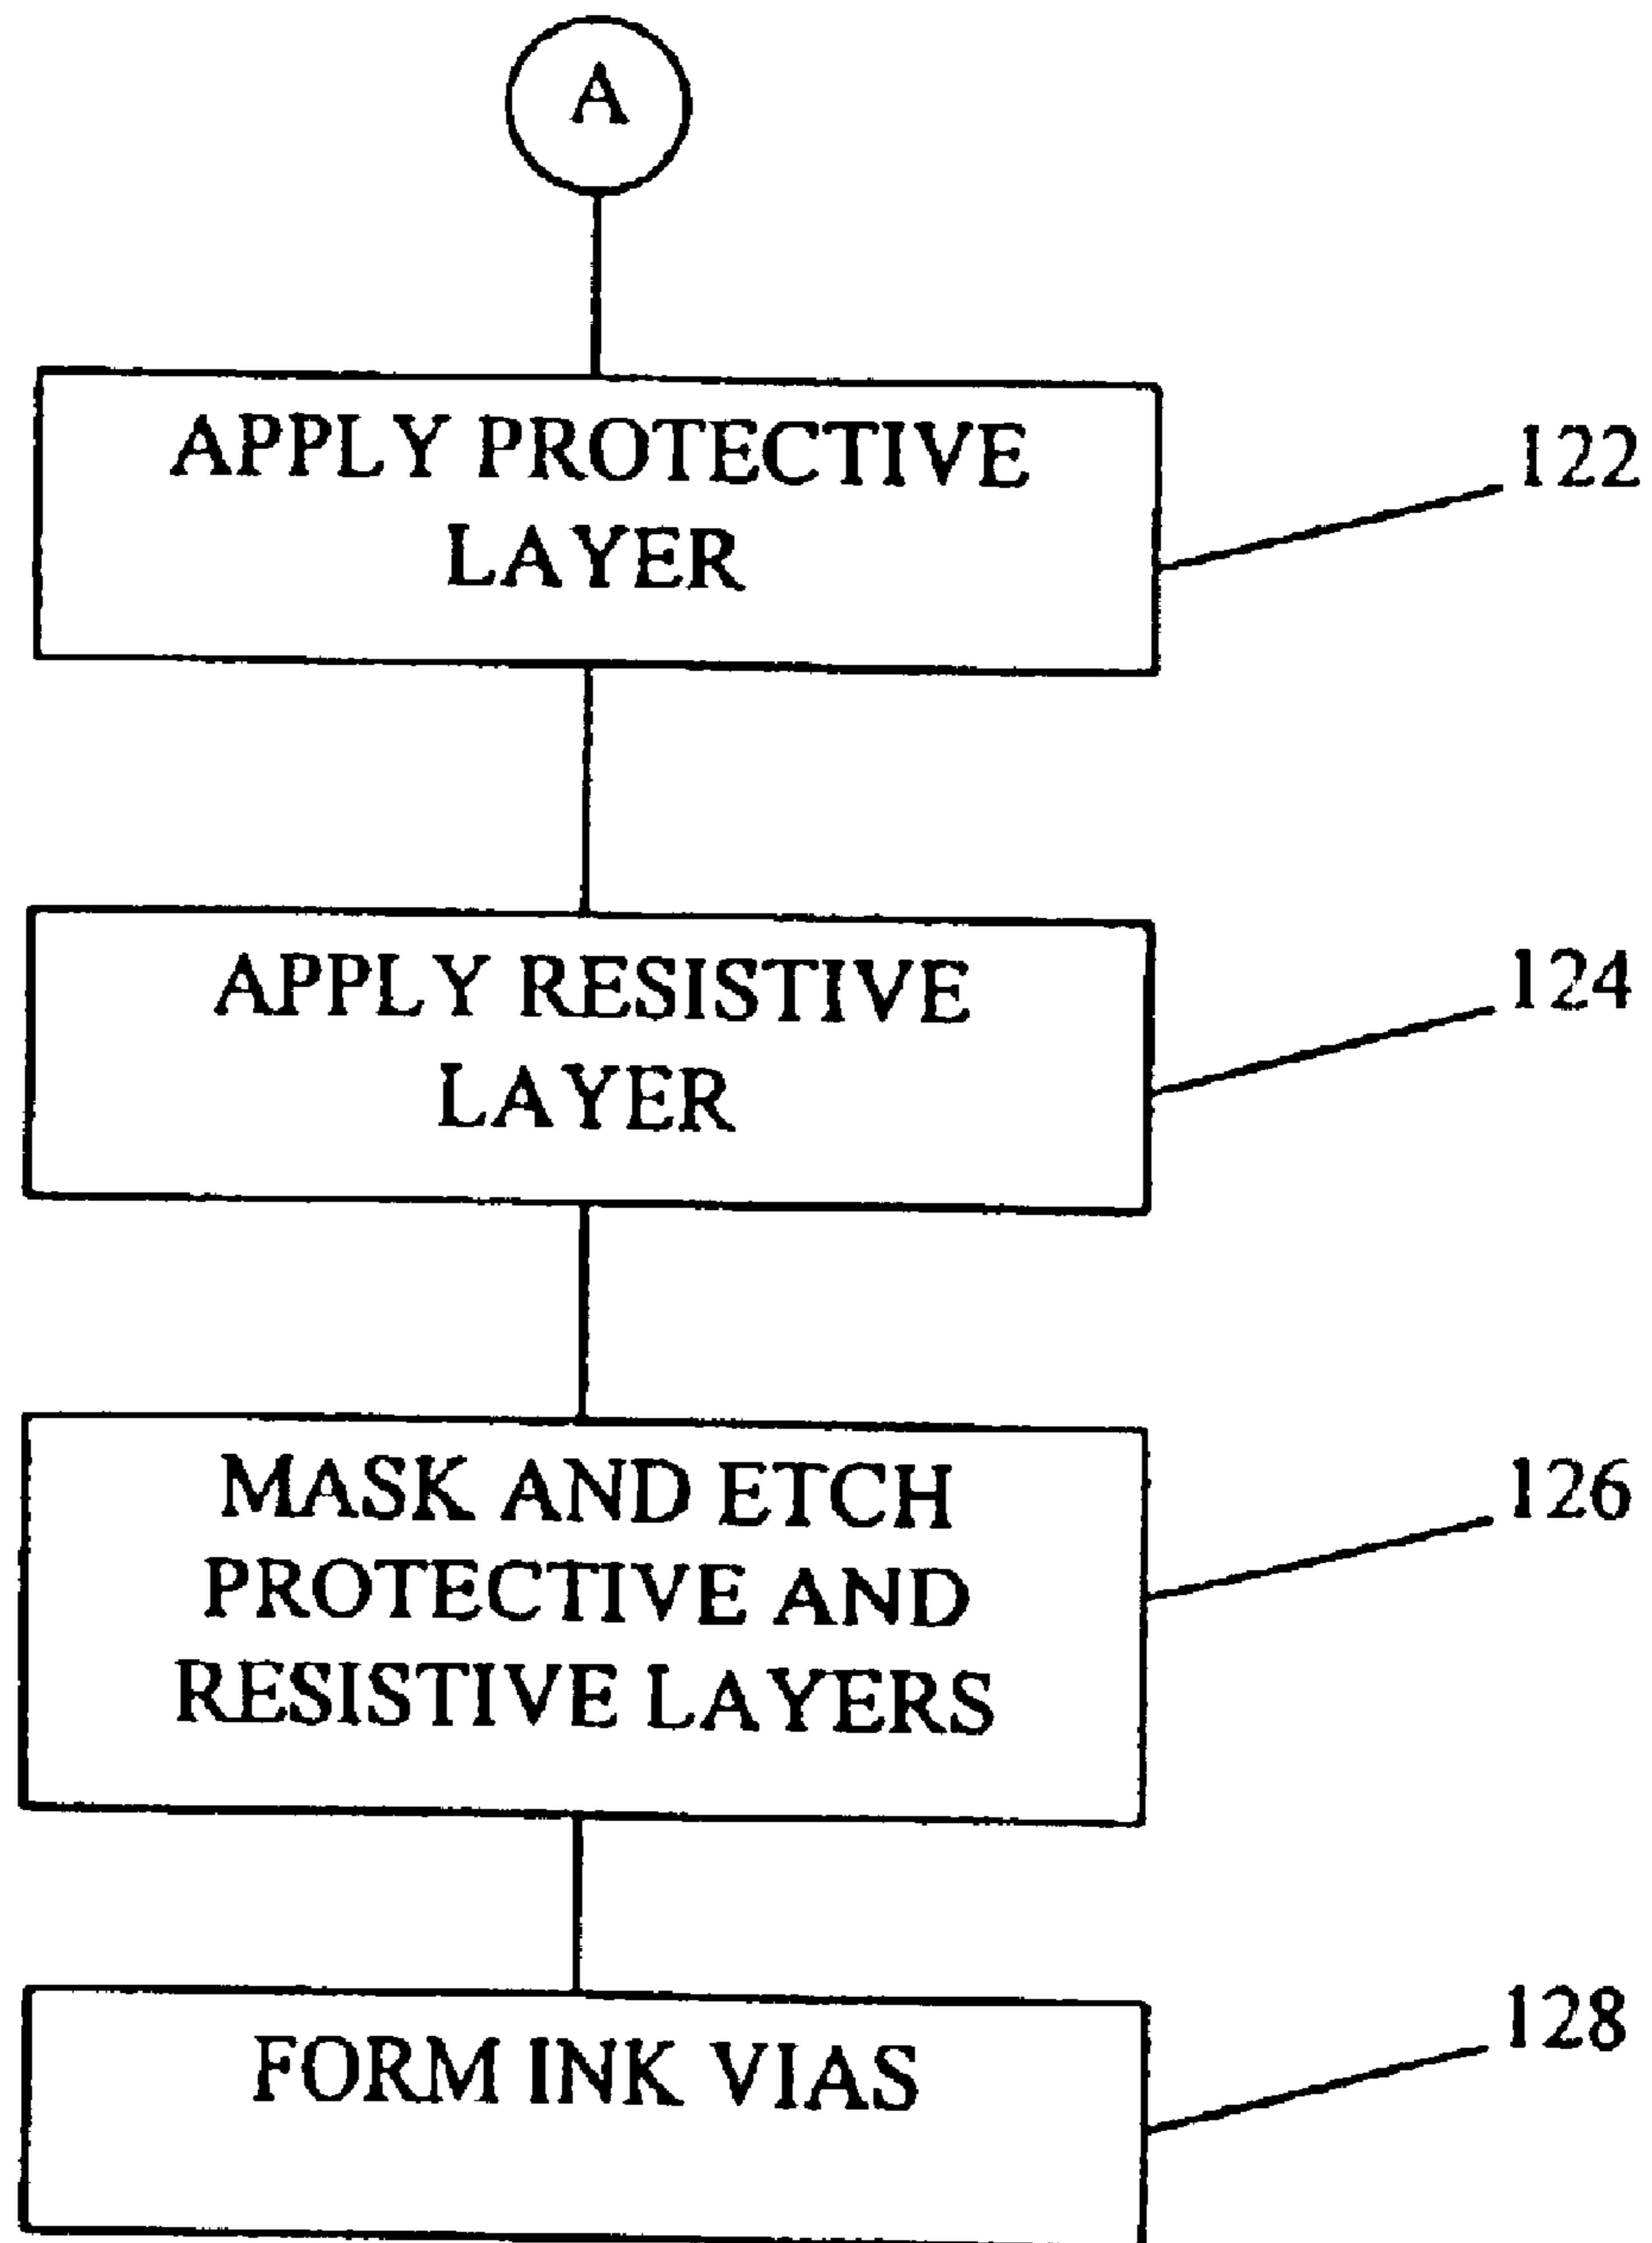 A
APPLY PROTECTIVE
LAYER
122
APPLY RESISTIVE
LAYER
124
MASK AND ETCH
PROTECTIVE AND
RESISTIVE LAYERS
126
FORM INK VIAS
128